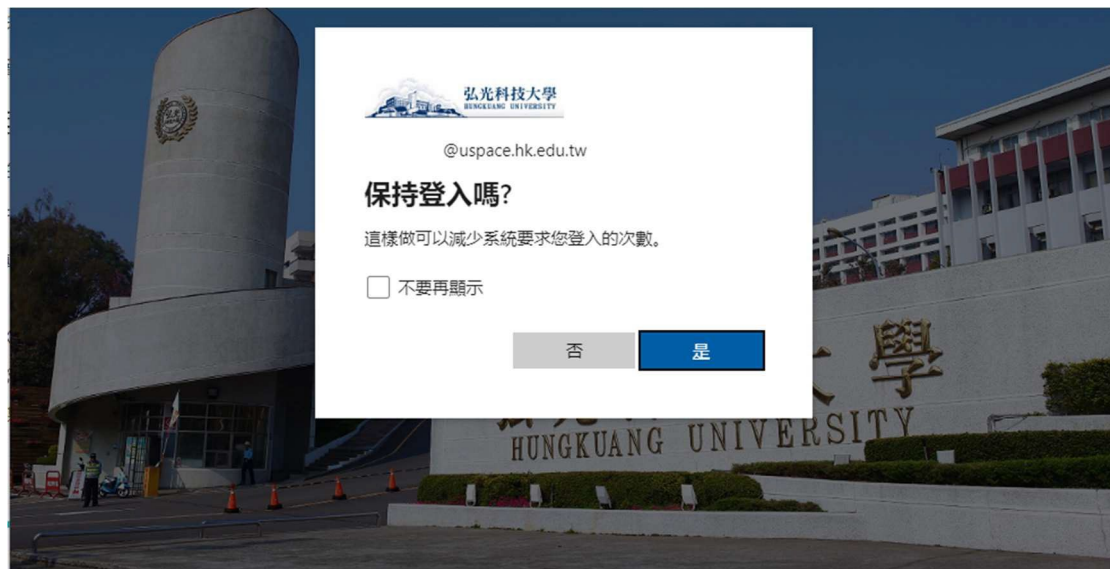 弘光科技大學
HUNGKUANG UNIVERSITY
@uspace.hk.edu.tw
保持登入嗎?
這樣做可以減少系統要求您登入的次數。
不要再顯示
否
是
學
HUNGKUANG UNIVERSITY